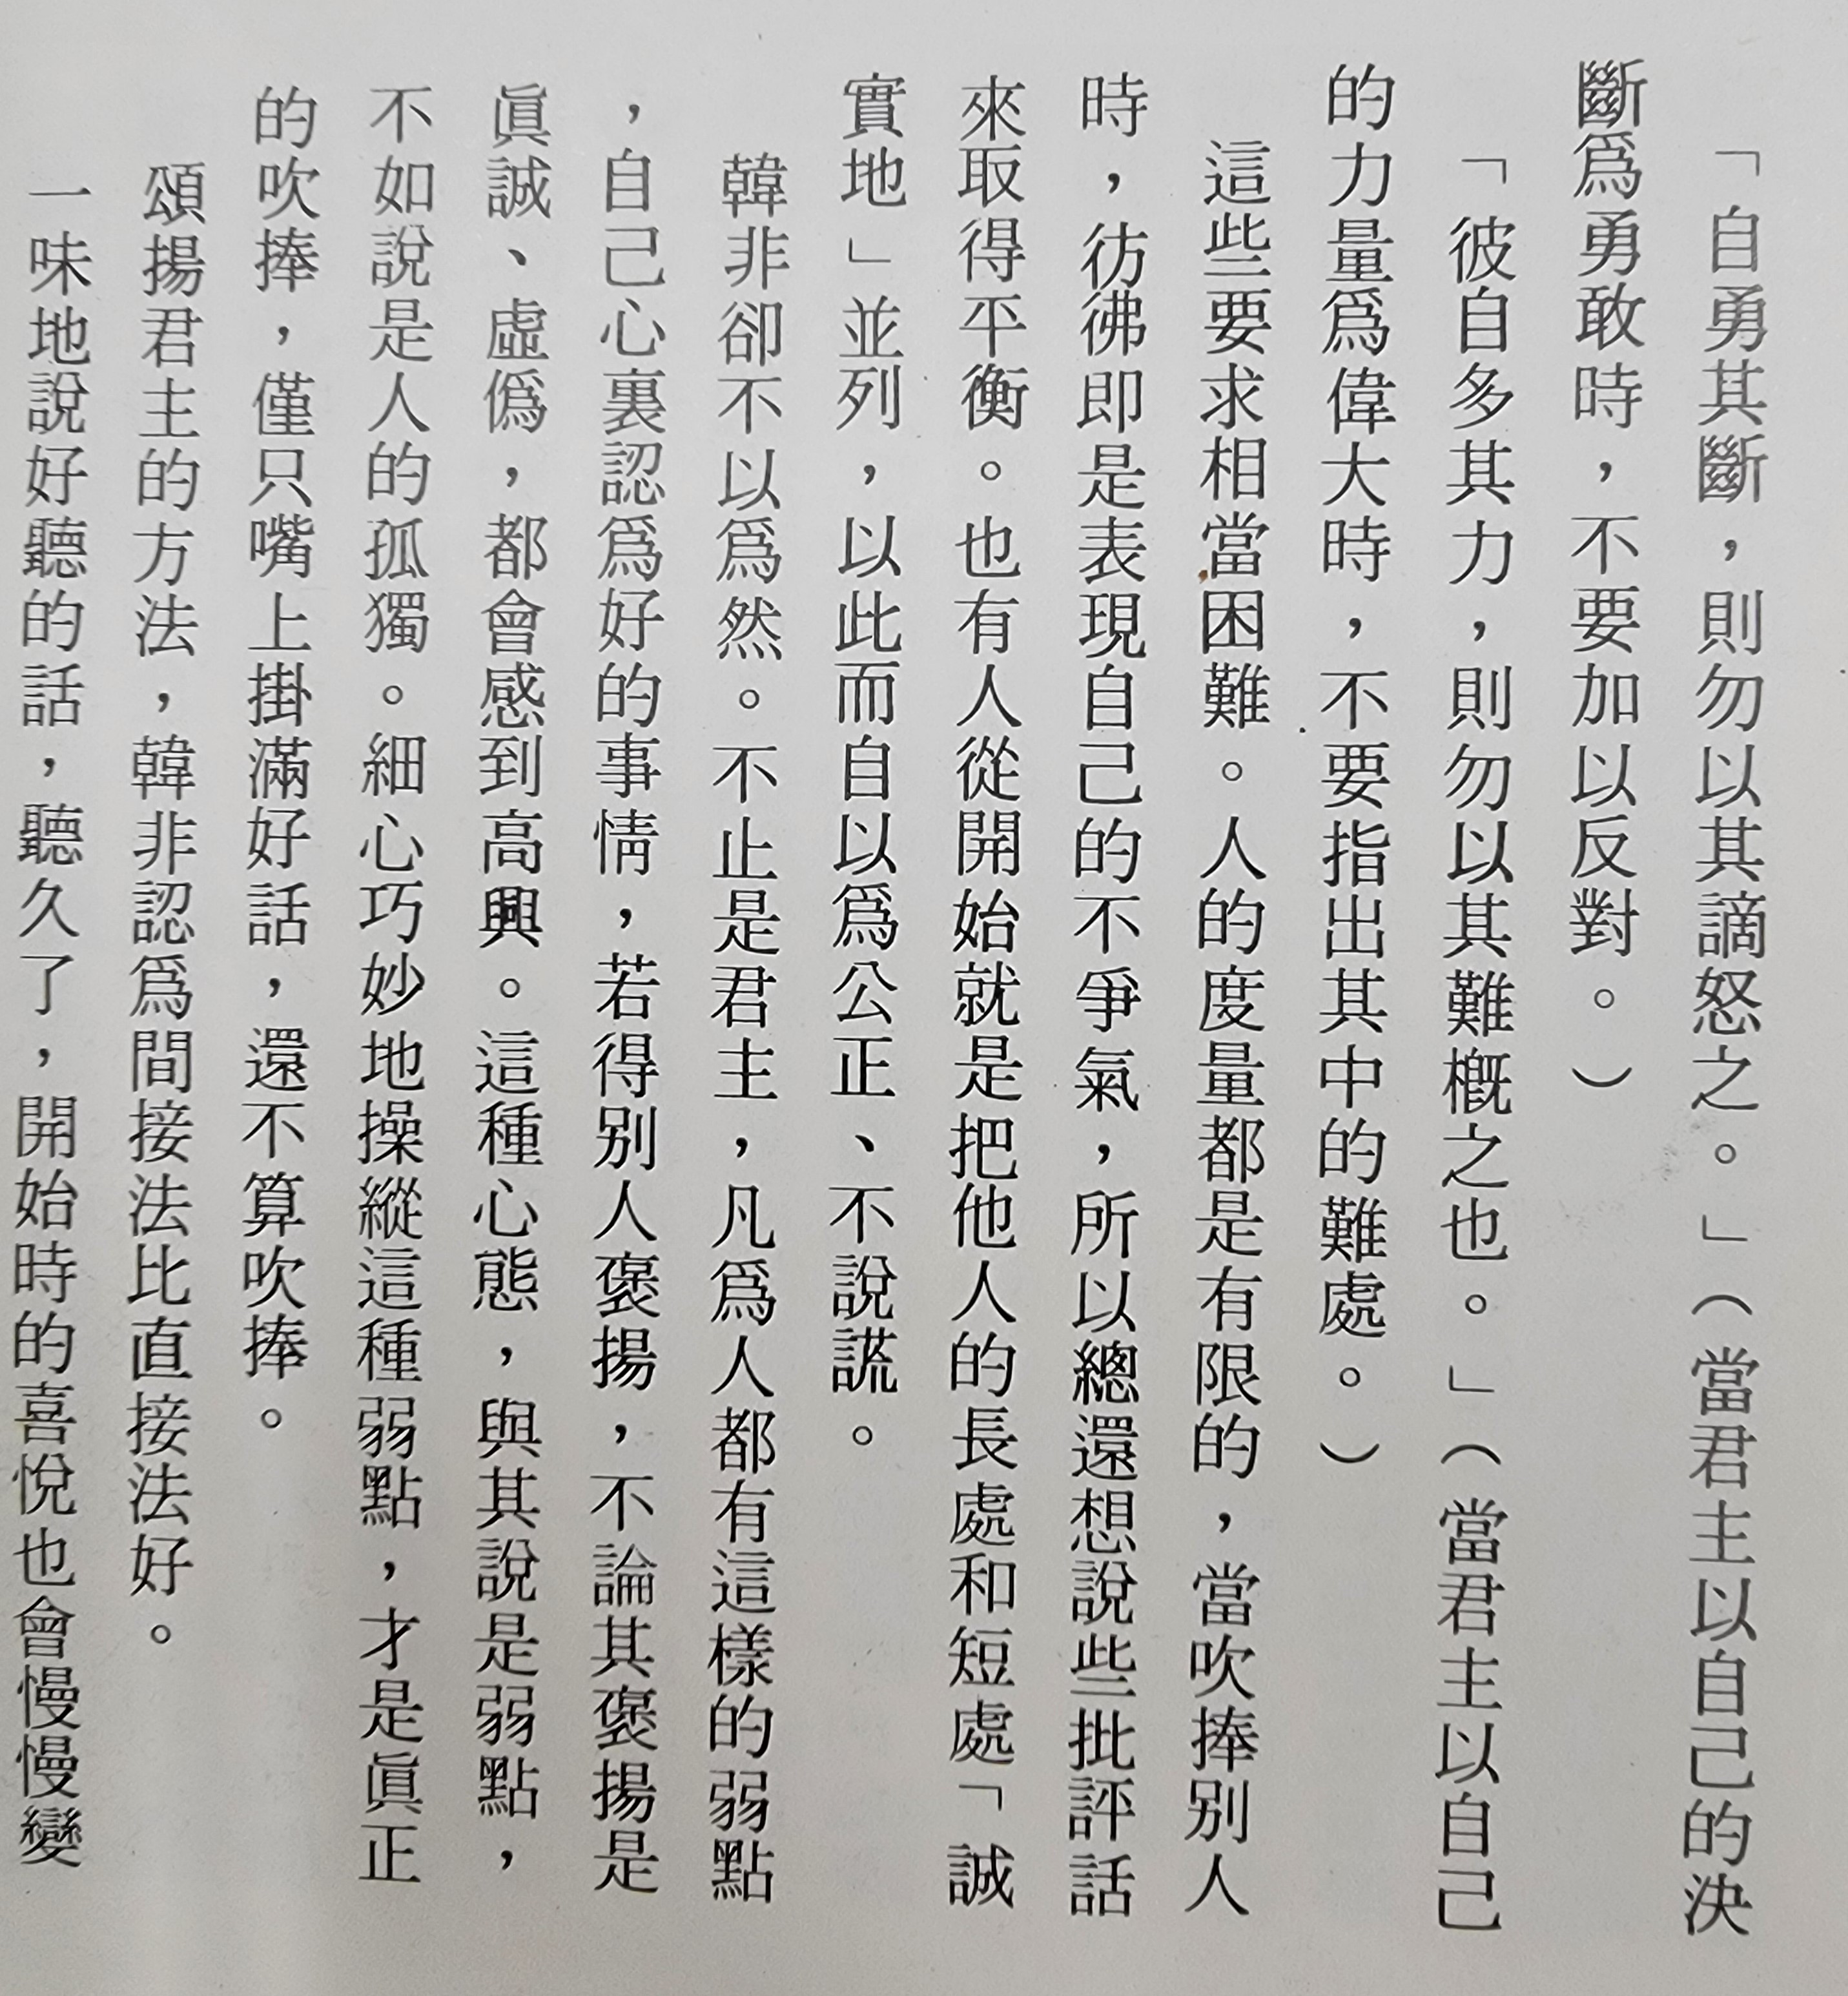 「自勇其斷，則勿以其謫怒之。」（當君主以自己的決
斷爲勇敢時，不要加以反對。）
「彼自多其力，則勿以其難概之也。」（當君主以自己
的力量爲偉大時，不要指出其中的難處。）
這些要求相當困難。人的度量都是有限的，當吹捧別人
時，彷彿即是表現自己的不爭氣，所以總還想說些批評話
來取得平衡。也有人從開始就是把他人的長處和短處「誠
實地」並列，以此而自以爲公正、不說謊。
韓非卻不以爲然。不止是君主，凡爲人都有這樣的弱點
，自己心裏認爲好的事情，若得別人褒揚，不論其褒揚是
眞誠、虛僞，都會感到高興。這種心態，與其說是弱點，
不如說是人的孤獨。細心巧妙地操縱這種弱點，才是眞正
的吹捧，僅只嘴上掛滿好話，還不算吹捧。
頌揚君主的方法，韓非認爲間接法比直接法好。
一味地說好聽的話，聽久了，開始時的喜悅也會慢慢變